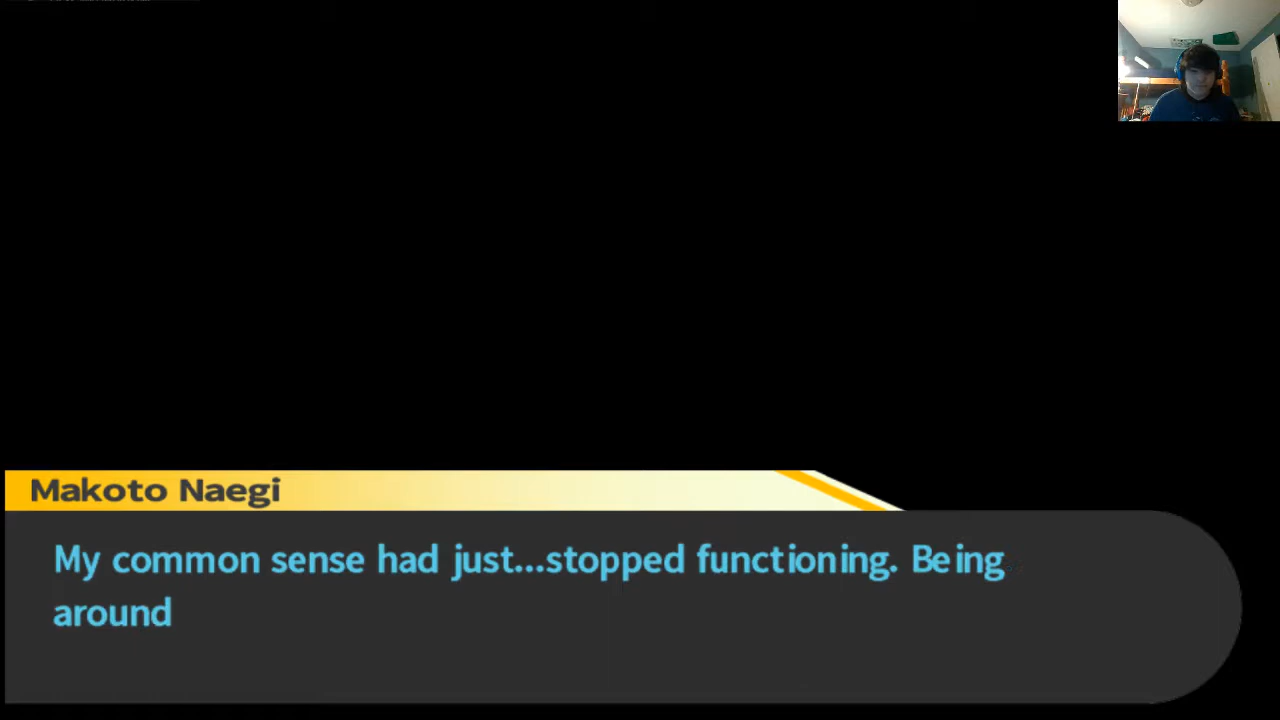 Makoto Naegi
My common sense had just...stopped functioning. Being
around